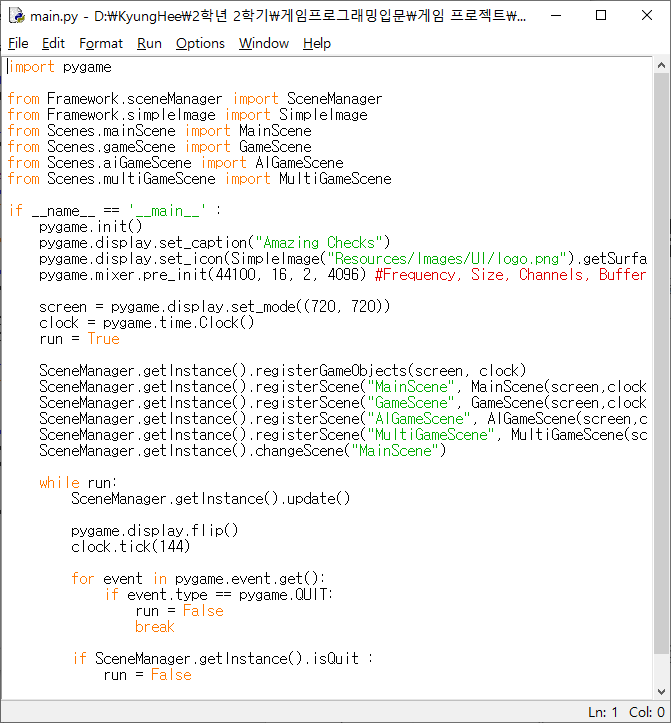 main.py - D:₩KyungHee₩2학년 2학기₩게임프로그래밍입문₩게임 프로젝트₩...
File Edit Format Run Options Window Help
import pygame
from Framework.sceneManager import SceneManager
from Framework.simpleImage import SimpleImage
from Scenes.mainScene import MainScene
from Scenes.gameScene import GameScene
from Scenes.aiGameScene import AIGameScene
from Scenes.multiGameScene import MultiGameScene
if __name__ == '__main__' :
    pygame.init()
    pygame.display.set_caption("Amazing Checks")
    pygame.display.set_icon(SimpleImage("Resources/Images/UI/logo.png").getSurfa
    pygame.mixer.pre_init(44100, 16, 2, 4096) #Frequency, Size, Channels, Buffer
    screen = pygame.display.set_mode((720, 720))
    clock = pygame.time.Clock()
    run = True
    SceneManager.getInstance().registerGameObjects(screen, clock)
    SceneManager.getInstance().registerScene("MainScene", MainScene(screen,clock
    SceneManager.getInstance().registerScene("GameScene", GameScene(screen,clock
    SceneManager.getInstance().registerScene("AIGameScene", AIGameScene(screen,c
    SceneManager.getInstance().registerScene("MultiGameScene", MultiGameScene(sc
    SceneManager.getInstance().changeScene("MainScene")
    while run:
        SceneManager.getInstance().update()
        pygame.display.flip()
        clock.tick(144)
        for event in pygame.event.get():
            if event.type == pygame.QUIT:
                run = False
                break
        if SceneManager.getInstance().isQuit :
            run = False
Ln: 1 Col: 0